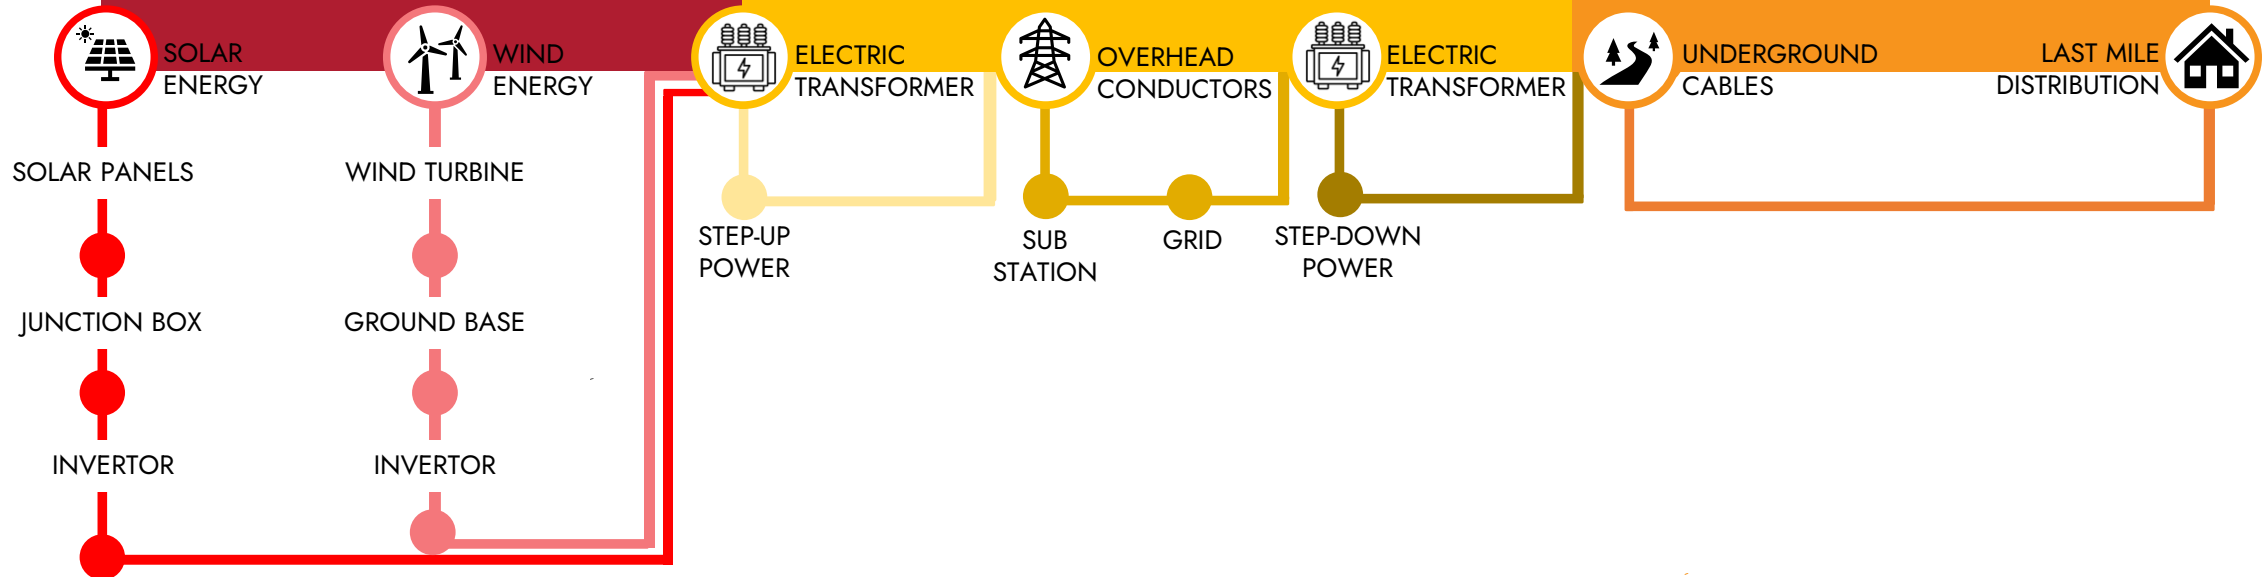 SOLAR
ENERGY
WIND
ENERGY
ELECTRIC
TRANSFORMER
OVERHEAD
CONDUCTORS
ELECTRIC
TRANSFORMER
UNDERGROUND
CABLES
LAST MILE
DISTRIBUTION
SOLAR PANELS
WIND TURBINE
STEP-UP
POWER
SUB
STATION
GRID
STEP-DOWN
POWER
JUNCTION BOX
GROUND BASE
INVERTOR
INVERTOR